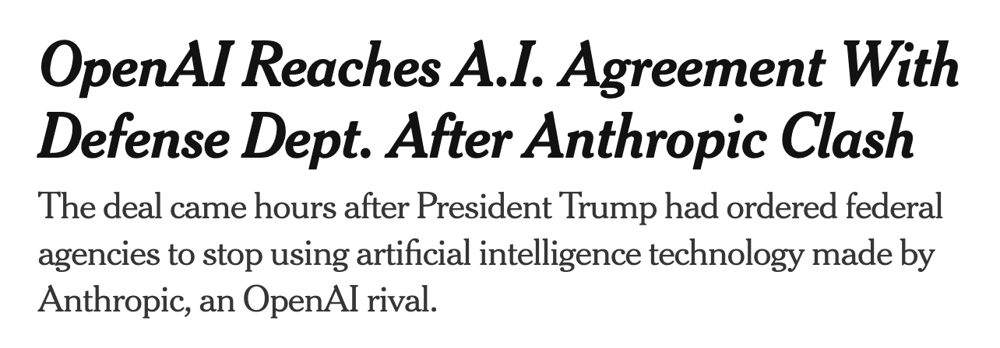 OpenAI Reaches A.I. Agreement With
Defense Dept. After Anthropic Clash
The deal came hours after President Trump had ordered federal
agencies to stop using artificial intelligence technology made by
Anthropic, an OpenAI rival.